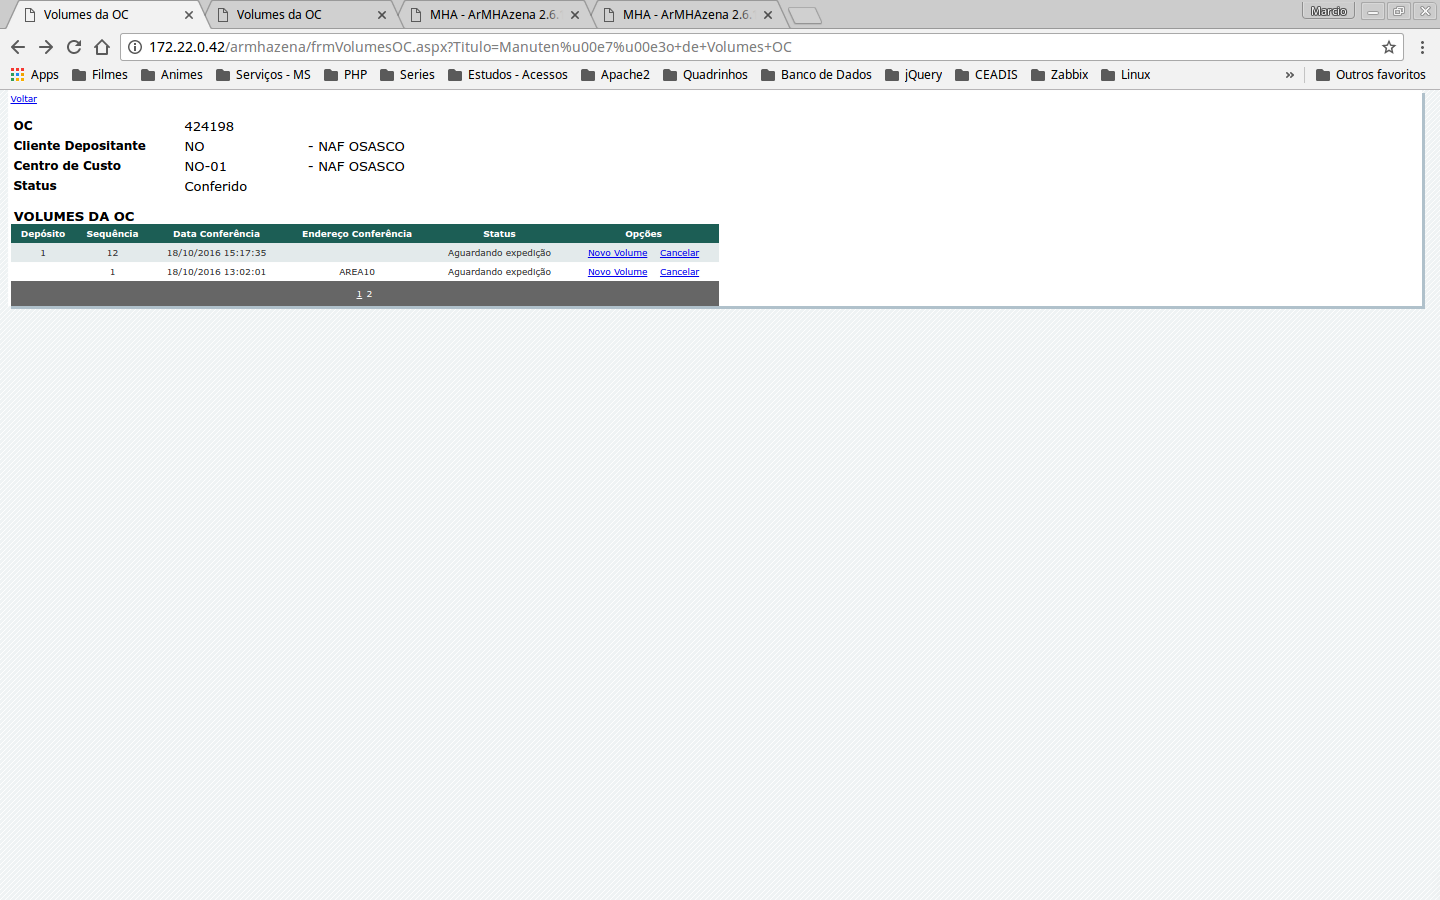 Volumes da OC
Volumes da OC
MHA - ArMHAzena 2.6.
MHA - ArMHAzena 2.6.
Marcio
172.22.0.42/armhazena/frmVolumesOC.aspx?Titulo=Manuten%u00e7%u00e3o+de+Volumes+OC
Apps Filmes Animes Serviços - MS PHP Series Estudos - Acessos Apache2 Quadrinhos Banco de Dados jQuery CEADIS Zabbix Linux » Outros favoritos
Voltar
OC 424198
Cliente Depositante NO - NAF OSASCO
Centro de Custo NO-01 - NAF OSASCO
Status Conferido
VOLUMES DA OC
Depósito Sequência Data Conferência Endereço Conferência Status Opções
1 12 18/10/2016 15:17:35 Aguardando expedição Novo Volume Cancelar
1 18/10/2016 13:02:01 AREA10 Aguardando expedição Novo Volume Cancelar
1 2